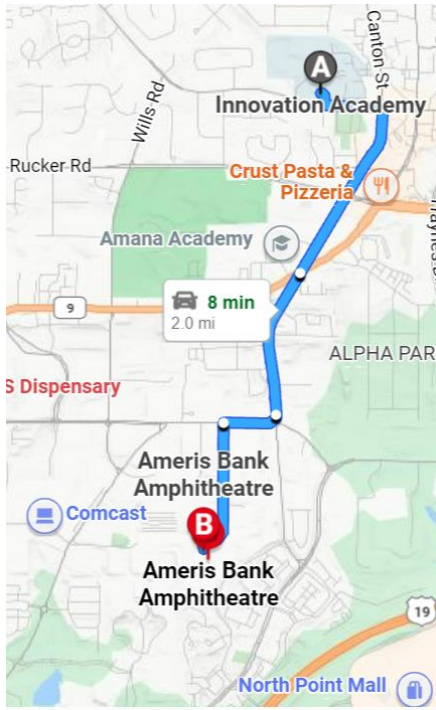 Canton St
A
Innovation Academy
Wills Rd
Rucker Rd
Crust Pasta &
Pizzeria
Amana Academy
8 min
2.0 mi
9
ALPHA PAR
S Dispensary
Ameris Bank
Amphitheatre
Comcast
B
Ameris Bank
Amphitheatre
19
North Point Mall